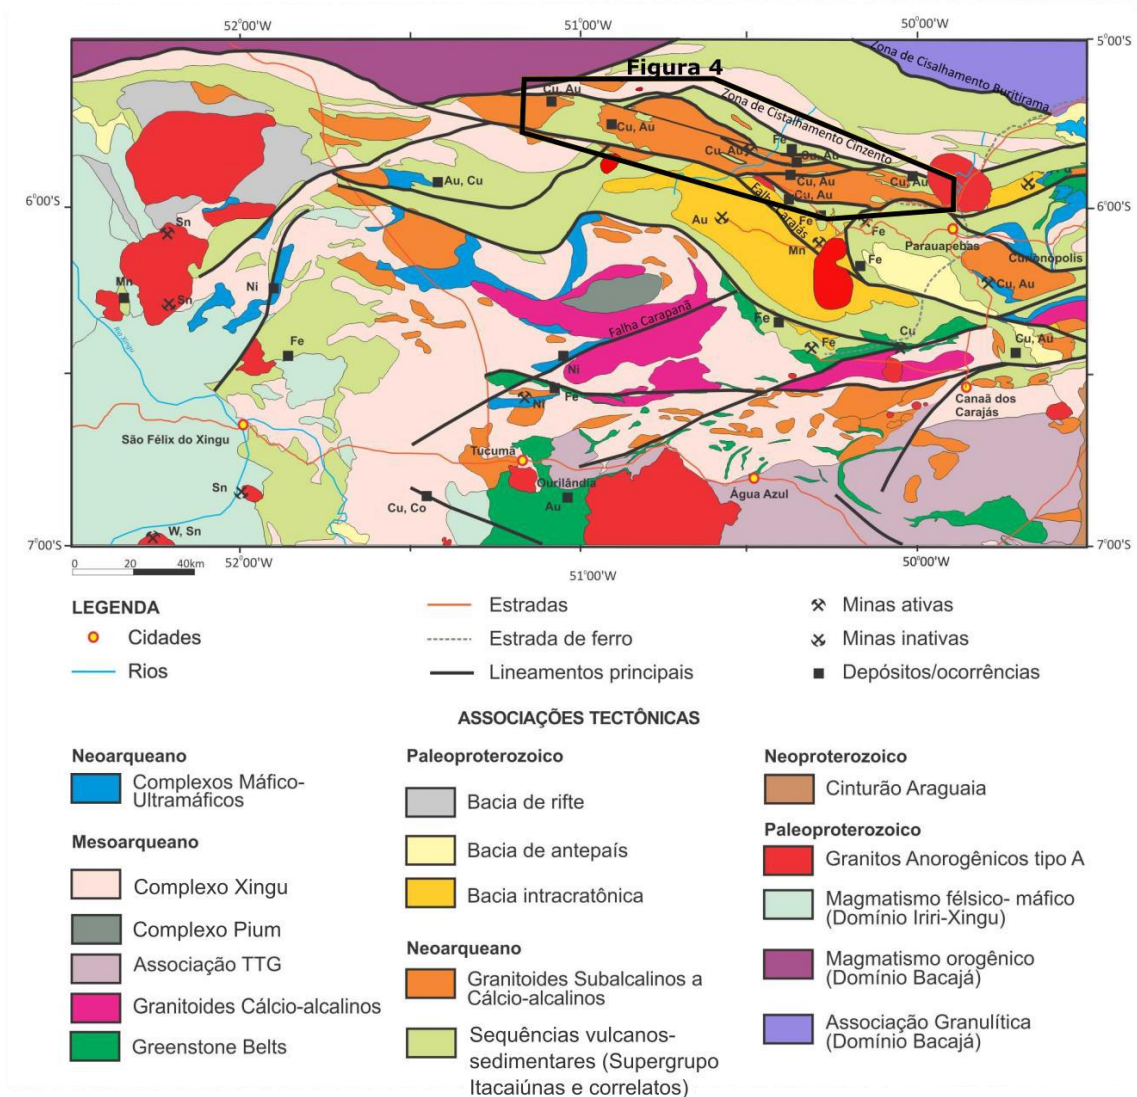 52°00'W
51°00'W
50°00'W
5°00'S
Zona de Cisalhamento Buritirama
Figura 4
Cu, Au
Zona de Cistalhamento Cinzento
Cu, Au
Fe
Cu, Au
Cu, Au
Cu, Au
Cu, Au
Cu, Au
Au, Cu
6°00'S
6°00'S
Sn
Au
Falha Carajás
Fe
Fe
Mn
Parauapebas
Fe
Curionópolis
Cu, Au
Mn
Sn
Ni
Rio Xingu
Falha Carapanã
Fe
Cu
Fe
Cu, Au
Fe
Ni
Fe
Ni
Canaã dos
Carajás
São Félix do Xingu
Tucumã
Ourilândia
Au
Água Azul
Sn
Cu, Co
W, Sn
7°00'S
7°00'S
0 20 40km
52°00'W
51°00'W
50°00'W
LEGENDA
Cidades
Rios
Estradas
Estrada de ferro
Lineamentos principais
Minas ativas
Minas inativas
Depósitos/ocorrências
ASSOCIAÇÕES TECTÔNICAS
Neoarqueano
Complexos Máfico-
Ultramáficos
Mesoarqueano
Complexo Xingu
Complexo Pium
Associação TTG
Granitoides Cálcio-alcalinos
Greenstone Belts
Paleoproterozoico
Bacia de rifte
Bacia de antepaís
Bacia intracratônica
Neoarqueano
Granitoides Subalcalinos a
Cálcio-alcalinos
Sequências vulcanos-
sedimentares (Supergrupo
Itacaiúnas e correlatos)
Neoproterozoico
Cinturão Araguaia
Paleoproterozoico
Granitos Anorogênicos tipo A
Magmatismo félsico- máfico
(Domínio Iriri-Xingu)
Magmatismo orogênico
(Domínio Bacajá)
Associação Granulítica
(Domínio Bacajá)